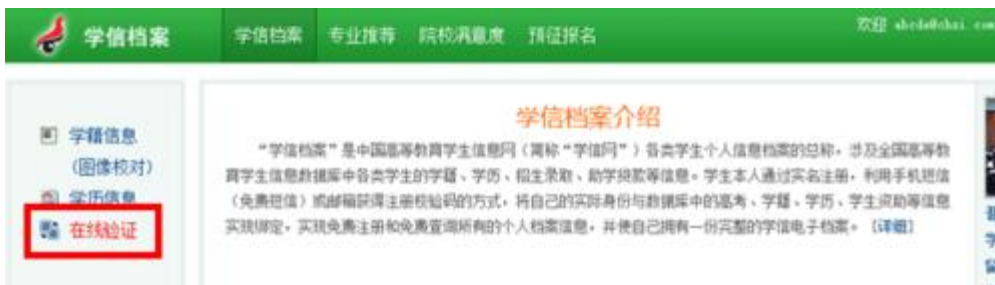 学信档案
学信档案 专业推荐 院校满意度 预征报名
欢迎
学籍信息
(图像校对)
学历信息
在线验证
学信档案介绍
“学信档案”是中国高等教育学生信息网（简称“学信网”）各类学生个人信息档案的总称，涉及全国高等教
育学生信息数据库中各类学生的学籍、学历、招生录取、助学贷款等信息。学生本人通过实名注册，利用手机短信
（免费短信）或邮箱获得注册校验码的方式，将自己的实际身份与数据库中的高考、学籍、学历、学生资助等信息
实现绑定，实现免费注册和免费查询所有的个人档案信息，并使自己拥有一份完整的学信电子档案。 [详细]